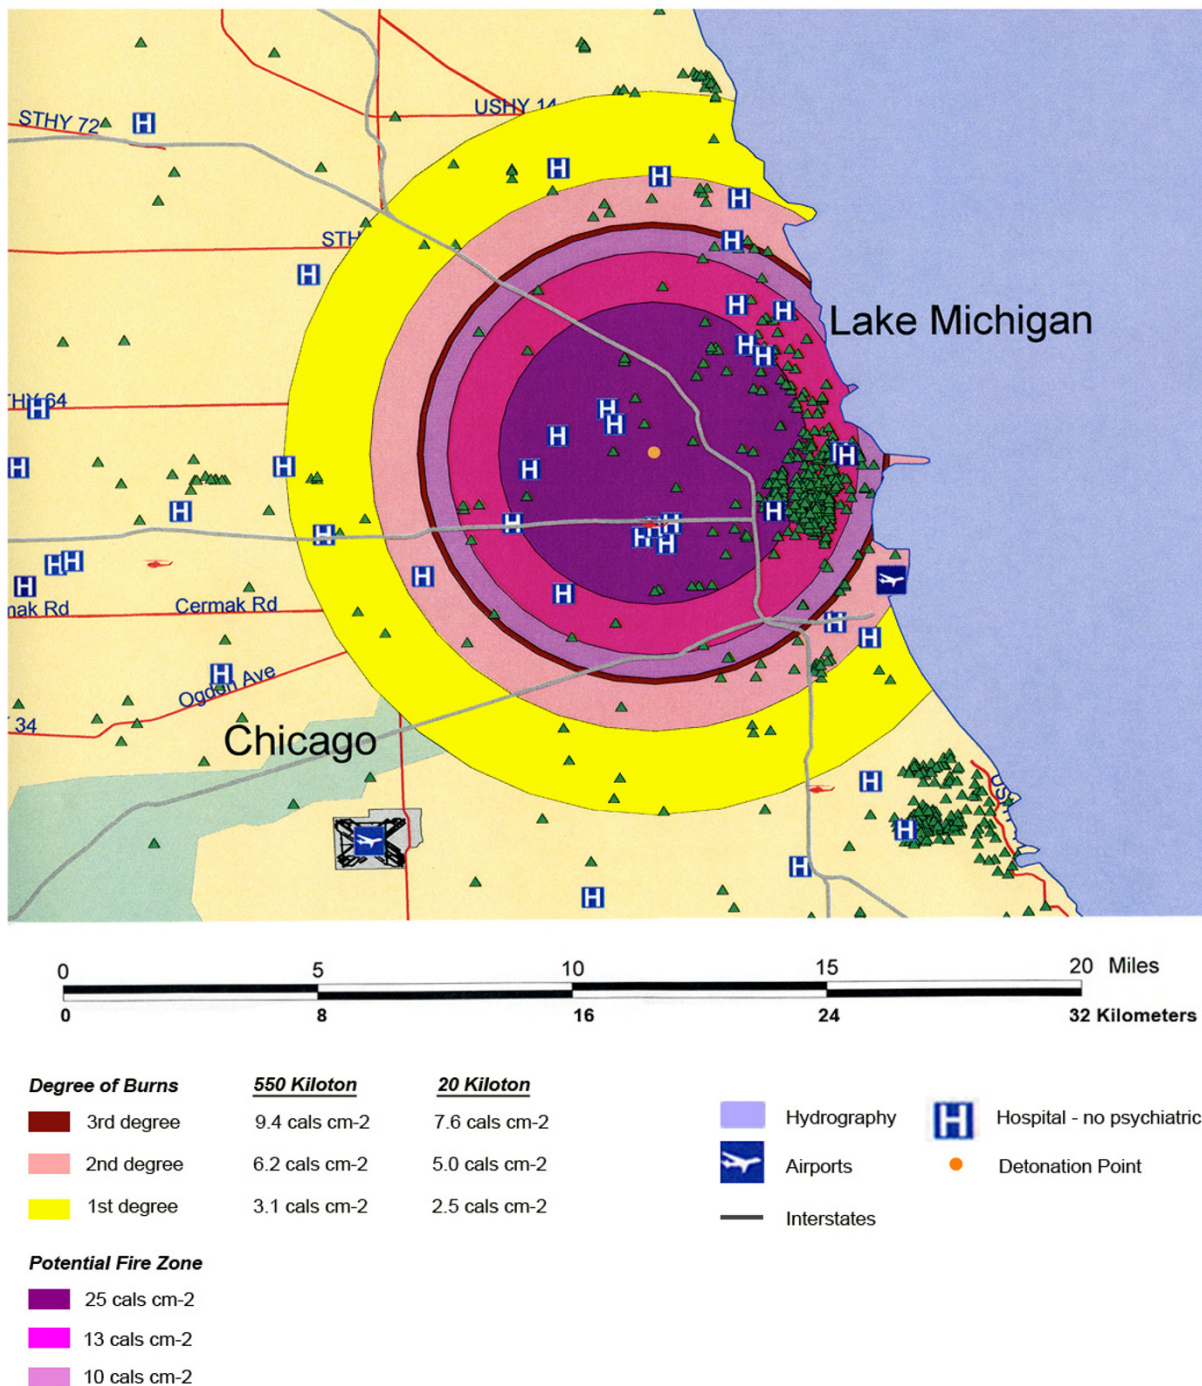 USHY 14
STHY 72
STH
Lake Michigan
HY 64
Cermak Rd
mak Rd
Ogden Ave
34
Chicago
USH
0 5 10 15 20 Miles
0 8 16 24 32 Kilometers
Degree of Burns 550 Kiloton 20 Kiloton
3rd degree 9.4 cals cm-2 7.6 cals cm-2
2nd degree 6.2 cals cm-2 5.0 cals cm-2
1st degree 3.1 cals cm-2 2.5 cals cm-2
Potential Fire Zone
25 cals cm-2
13 cals cm-2
10 cals cm-2
Hydrography
H Hospital - no psychiatric
Airports
Detonation Point
Interstates